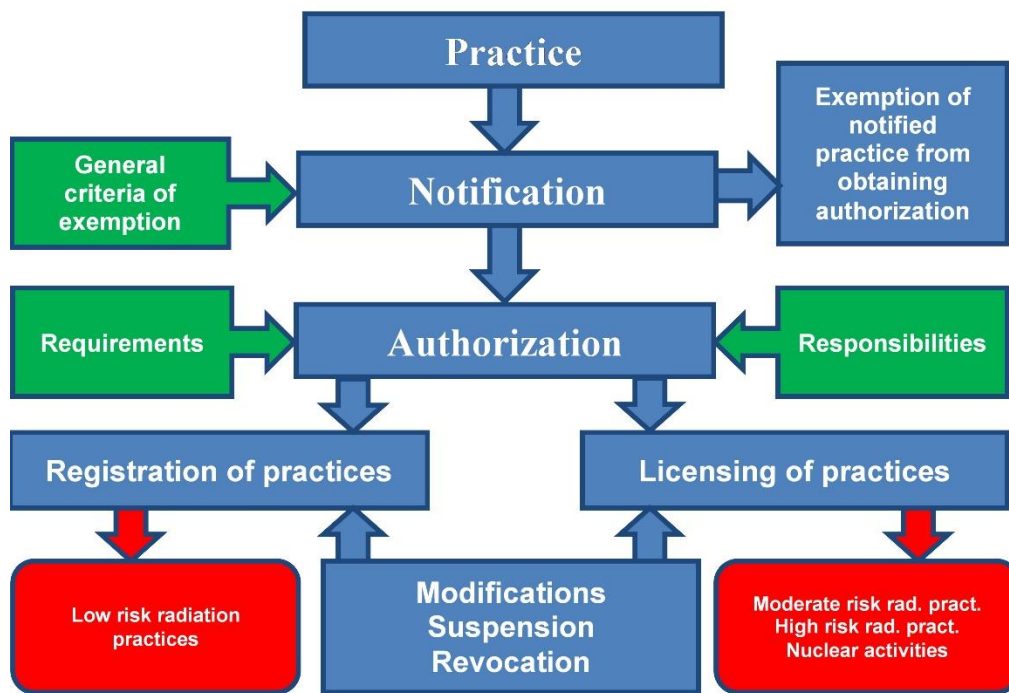 Practice
Exemption of
notified
practice from
obtaining
authorization
General
criteria of
exemption
Notification
Requirements
Authorization
Responsibilities
Registration of practices
Licensing of practices
Low risk radiation
practices
Modifications
Suspension
Revocation
Moderate risk rad. pract.
High risk rad. pract.
Nuclear activities